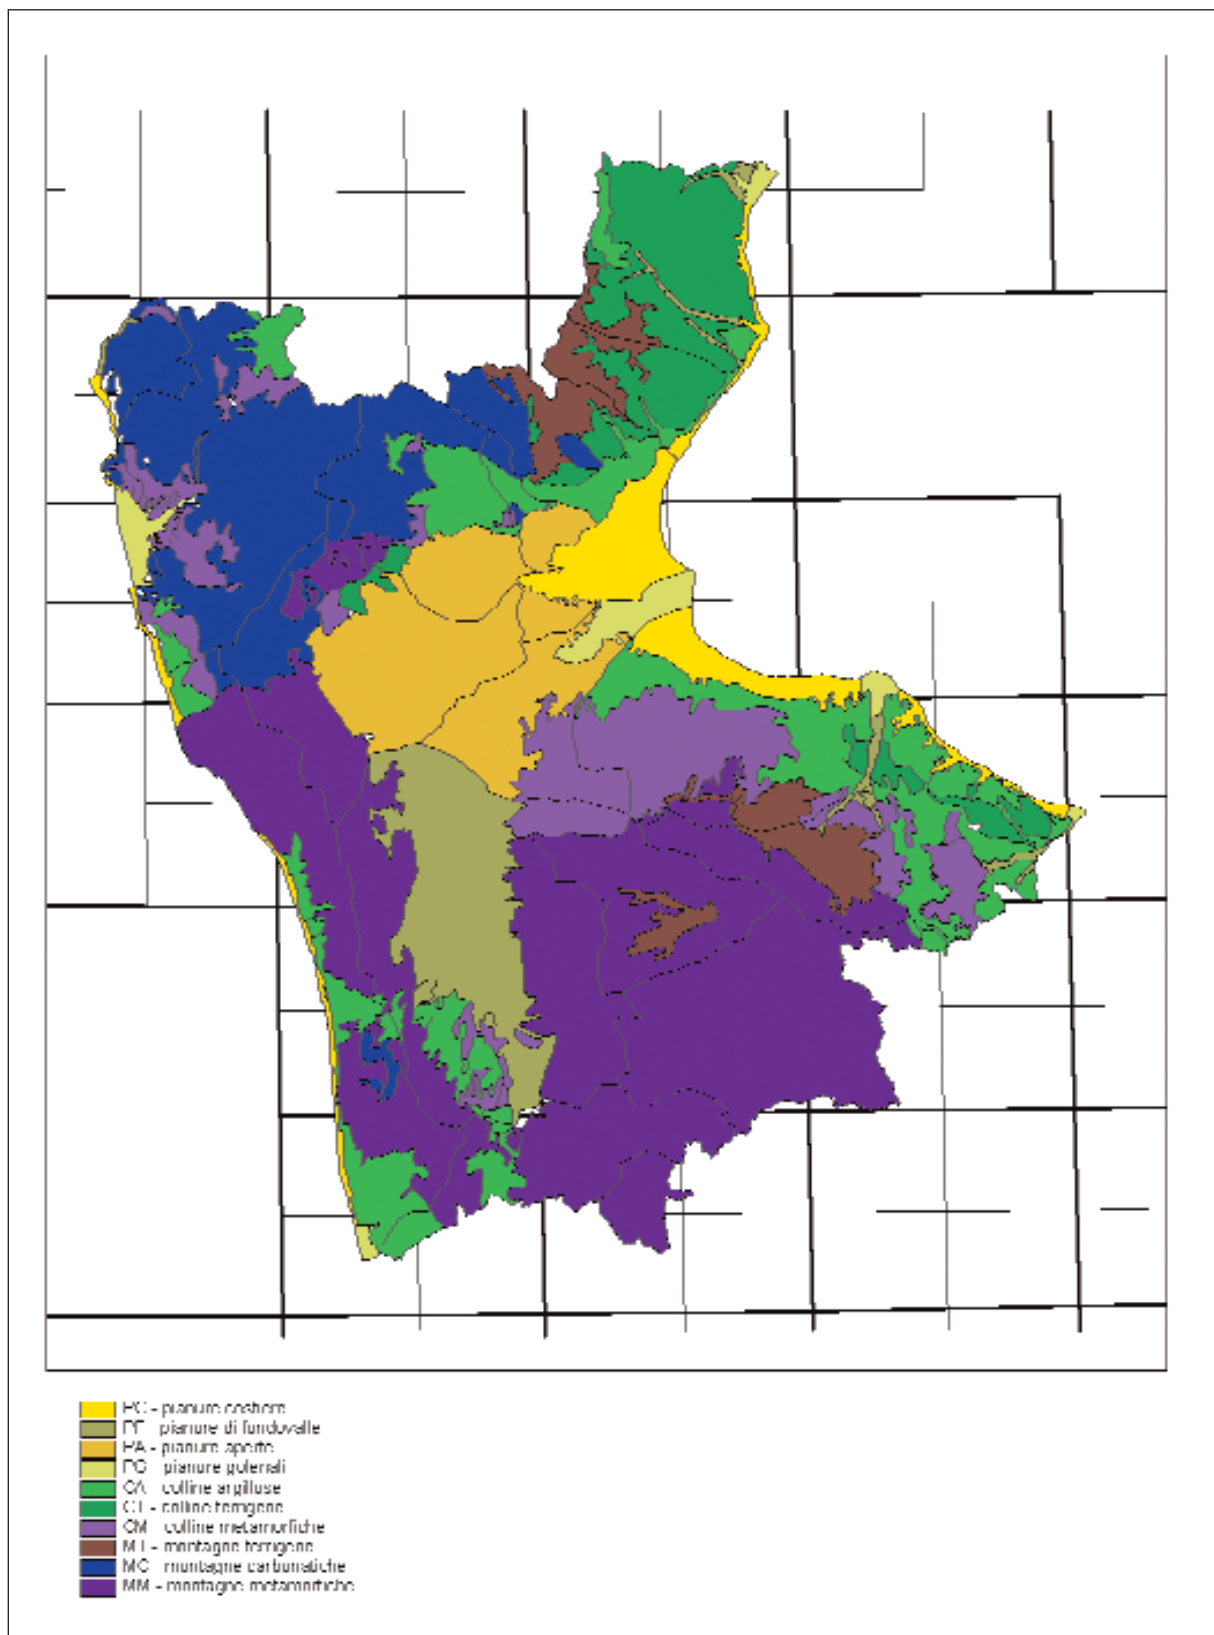 PC - pianure costiere
PF - pianure di fondovalle
PA - pianure aperte
PG - pianure golenali
CA - colline argillose
CT - colline terrigene
CM - colline metamorfiche
MT - montagne terrigene
MC - montagne carbonatiche
MM - montagne metamorfiche